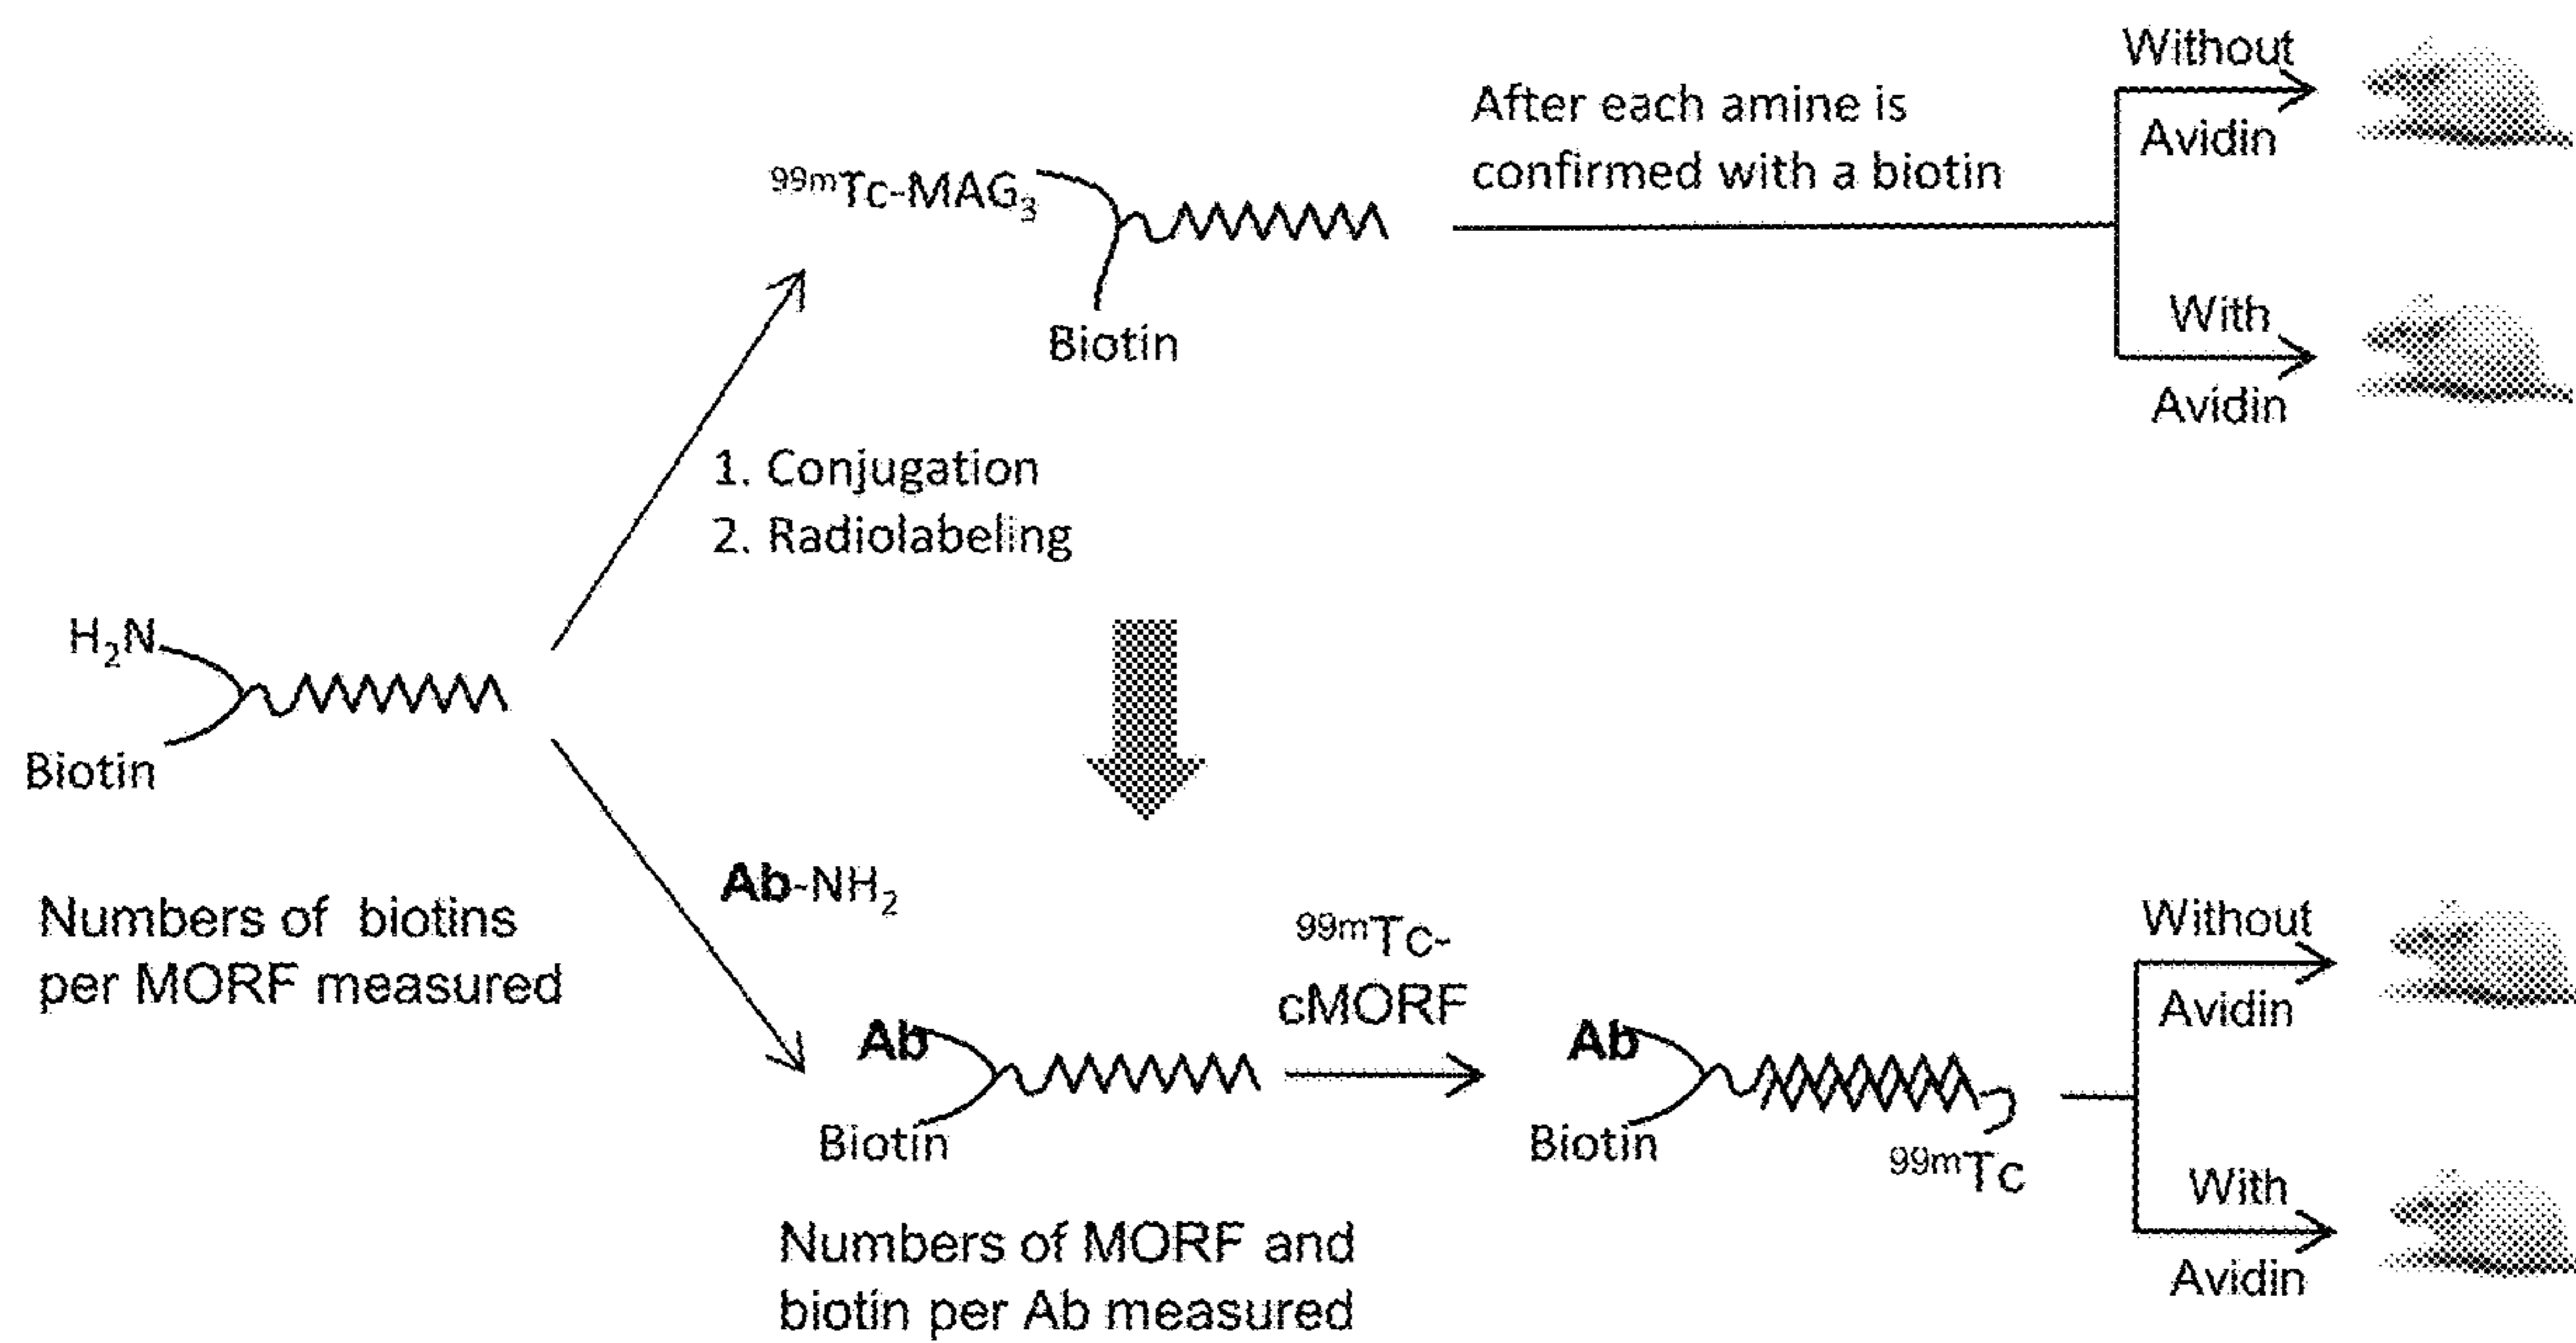 Without
Avidin
After each amine is
confirmed with a biotin
⁹⁹ᵐTc-MAG₃
Biotin
With
Avidin
1. Conjugation
2. Radiolabeling
H₂N
Biotin
Numbers of biotins
per MORF measured
Ab-NH₂
Ab
Biotin
⁹⁹ᵐTc-
cMORF
Ab
Biotin
⁹⁹ᵐTc
Without
Avidin
With
Avidin
Numbers of MORF and
biotin per Ab measured